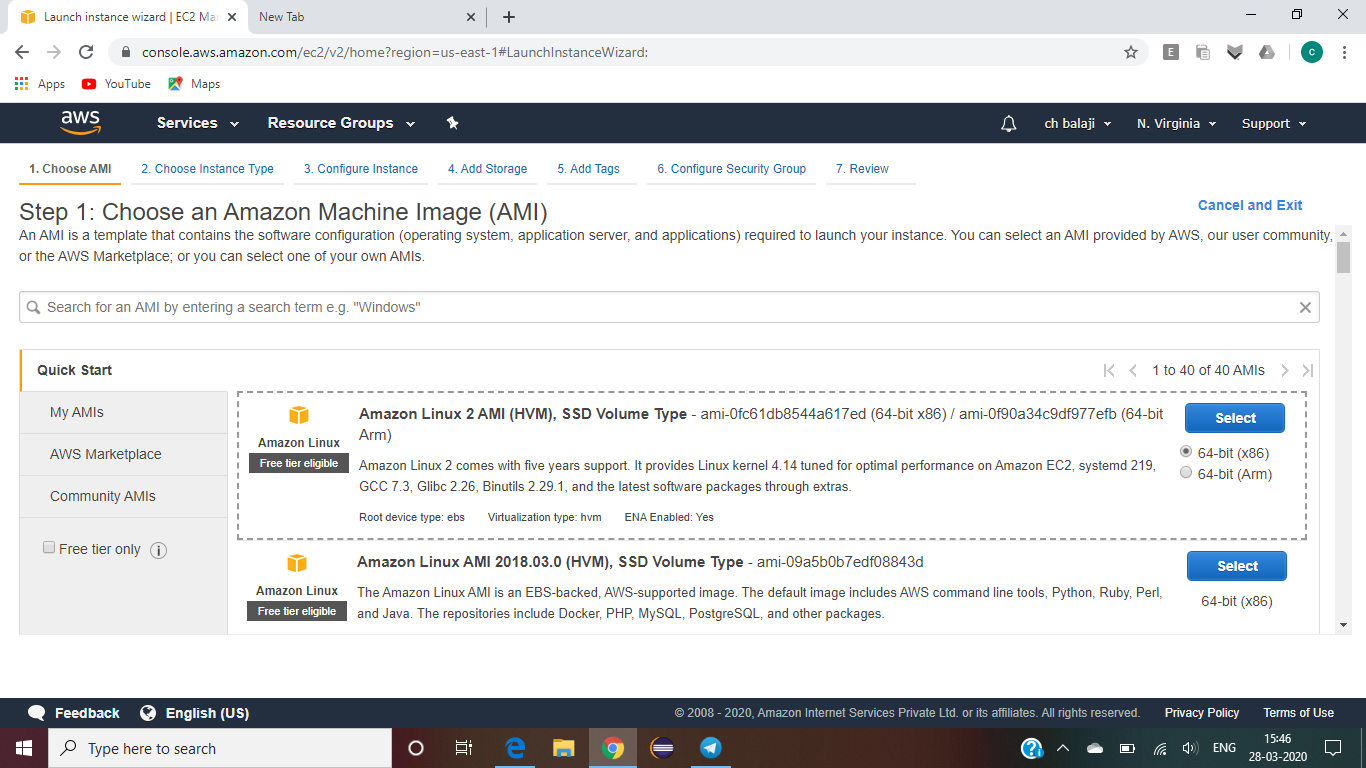 Launch instance wizard | EC2 Ma
New Tab
console.aws.amazon.com/ec2/v2/home?region=us-east-1#LaunchInstanceWizard:
E
c
Apps
YouTube
Maps
aws
Services
Resource Groups
ch balaji
N. Virginia
Support
1. Choose AMI
2. Choose Instance Type
3. Configure Instance
4. Add Storage
5. Add Tags
6. Configure Security Group
7. Review
Step 1: Choose an Amazon Machine Image (AMI)
Cancel and Exit
An AMI is a template that contains the software configuration (operating system, application server, and applications) required to launch your instance. You can select an AMI provided by AWS, our user community,
or the AWS Marketplace; or you can select one of your own AMIs.
Search for an AMI by entering a search term e.g. "Windows"
Quick Start
1 to 40 of 40 AMIs
My AMIs
AWS Marketplace
Community AMIs
Free tier only
i
Amazon Linux
Free tier eligible
Amazon Linux 2 AMI (HVM), SSD Volume Type - ami-0fc61db8544a617ed (64-bit x86) / ami-0f90a34c9df977efb (64-bit
Arm)
Amazon Linux 2 comes with five years support. It provides Linux kernel 4.14 tuned for optimal performance on Amazon EC2, systemd 219,
GCC 7.3, Glibc 2.26, Binutils 2.29.1, and the latest software packages through extras.
Root device type: ebs
Virtualization type: hvm
ENA Enabled: Yes
Select
64-bit (x86)
64-bit (Arm)
Amazon Linux
Free tier eligible
Amazon Linux AMI 2018.03.0 (HVM), SSD Volume Type - ami-09a5b0b7edf08843d
The Amazon Linux AMI is an EBS-backed, AWS-supported image. The default image includes AWS command line tools, Python, Ruby, Perl,
and Java. The repositories include Docker, PHP, MySQL, PostgreSQL, and other packages.
Select
64-bit (x86)
Feedback
English (US)
© 2008 - 2020, Amazon Internet Services Private Ltd. or its affiliates. All rights reserved.
Privacy Policy
Terms of Use
Type here to search
ENG
15:46
28-03-2020